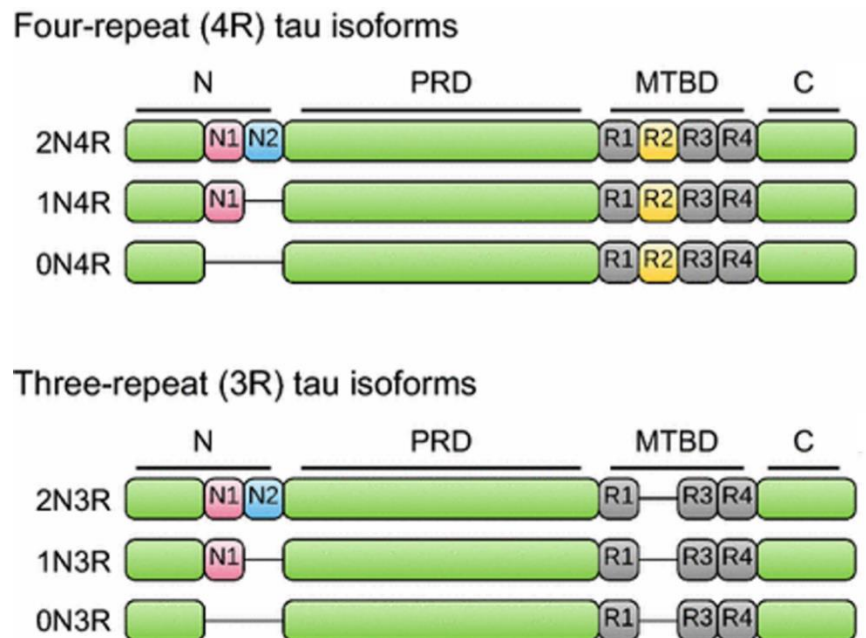 Four-repeat (4R) tau isoforms
N PRD MTBD C
2N4R N1 N2 R1 R2 R3 R4
1N4R N1 R1 R2 R3 R4
0N4R R1 R2 R3 R4
Three-repeat (3R) tau isoforms
N PRD MTBD C
2N3R N1 N2 R1 R3 R4
1N3R N1 R1 R3 R4
0N3R R1 R3 R4